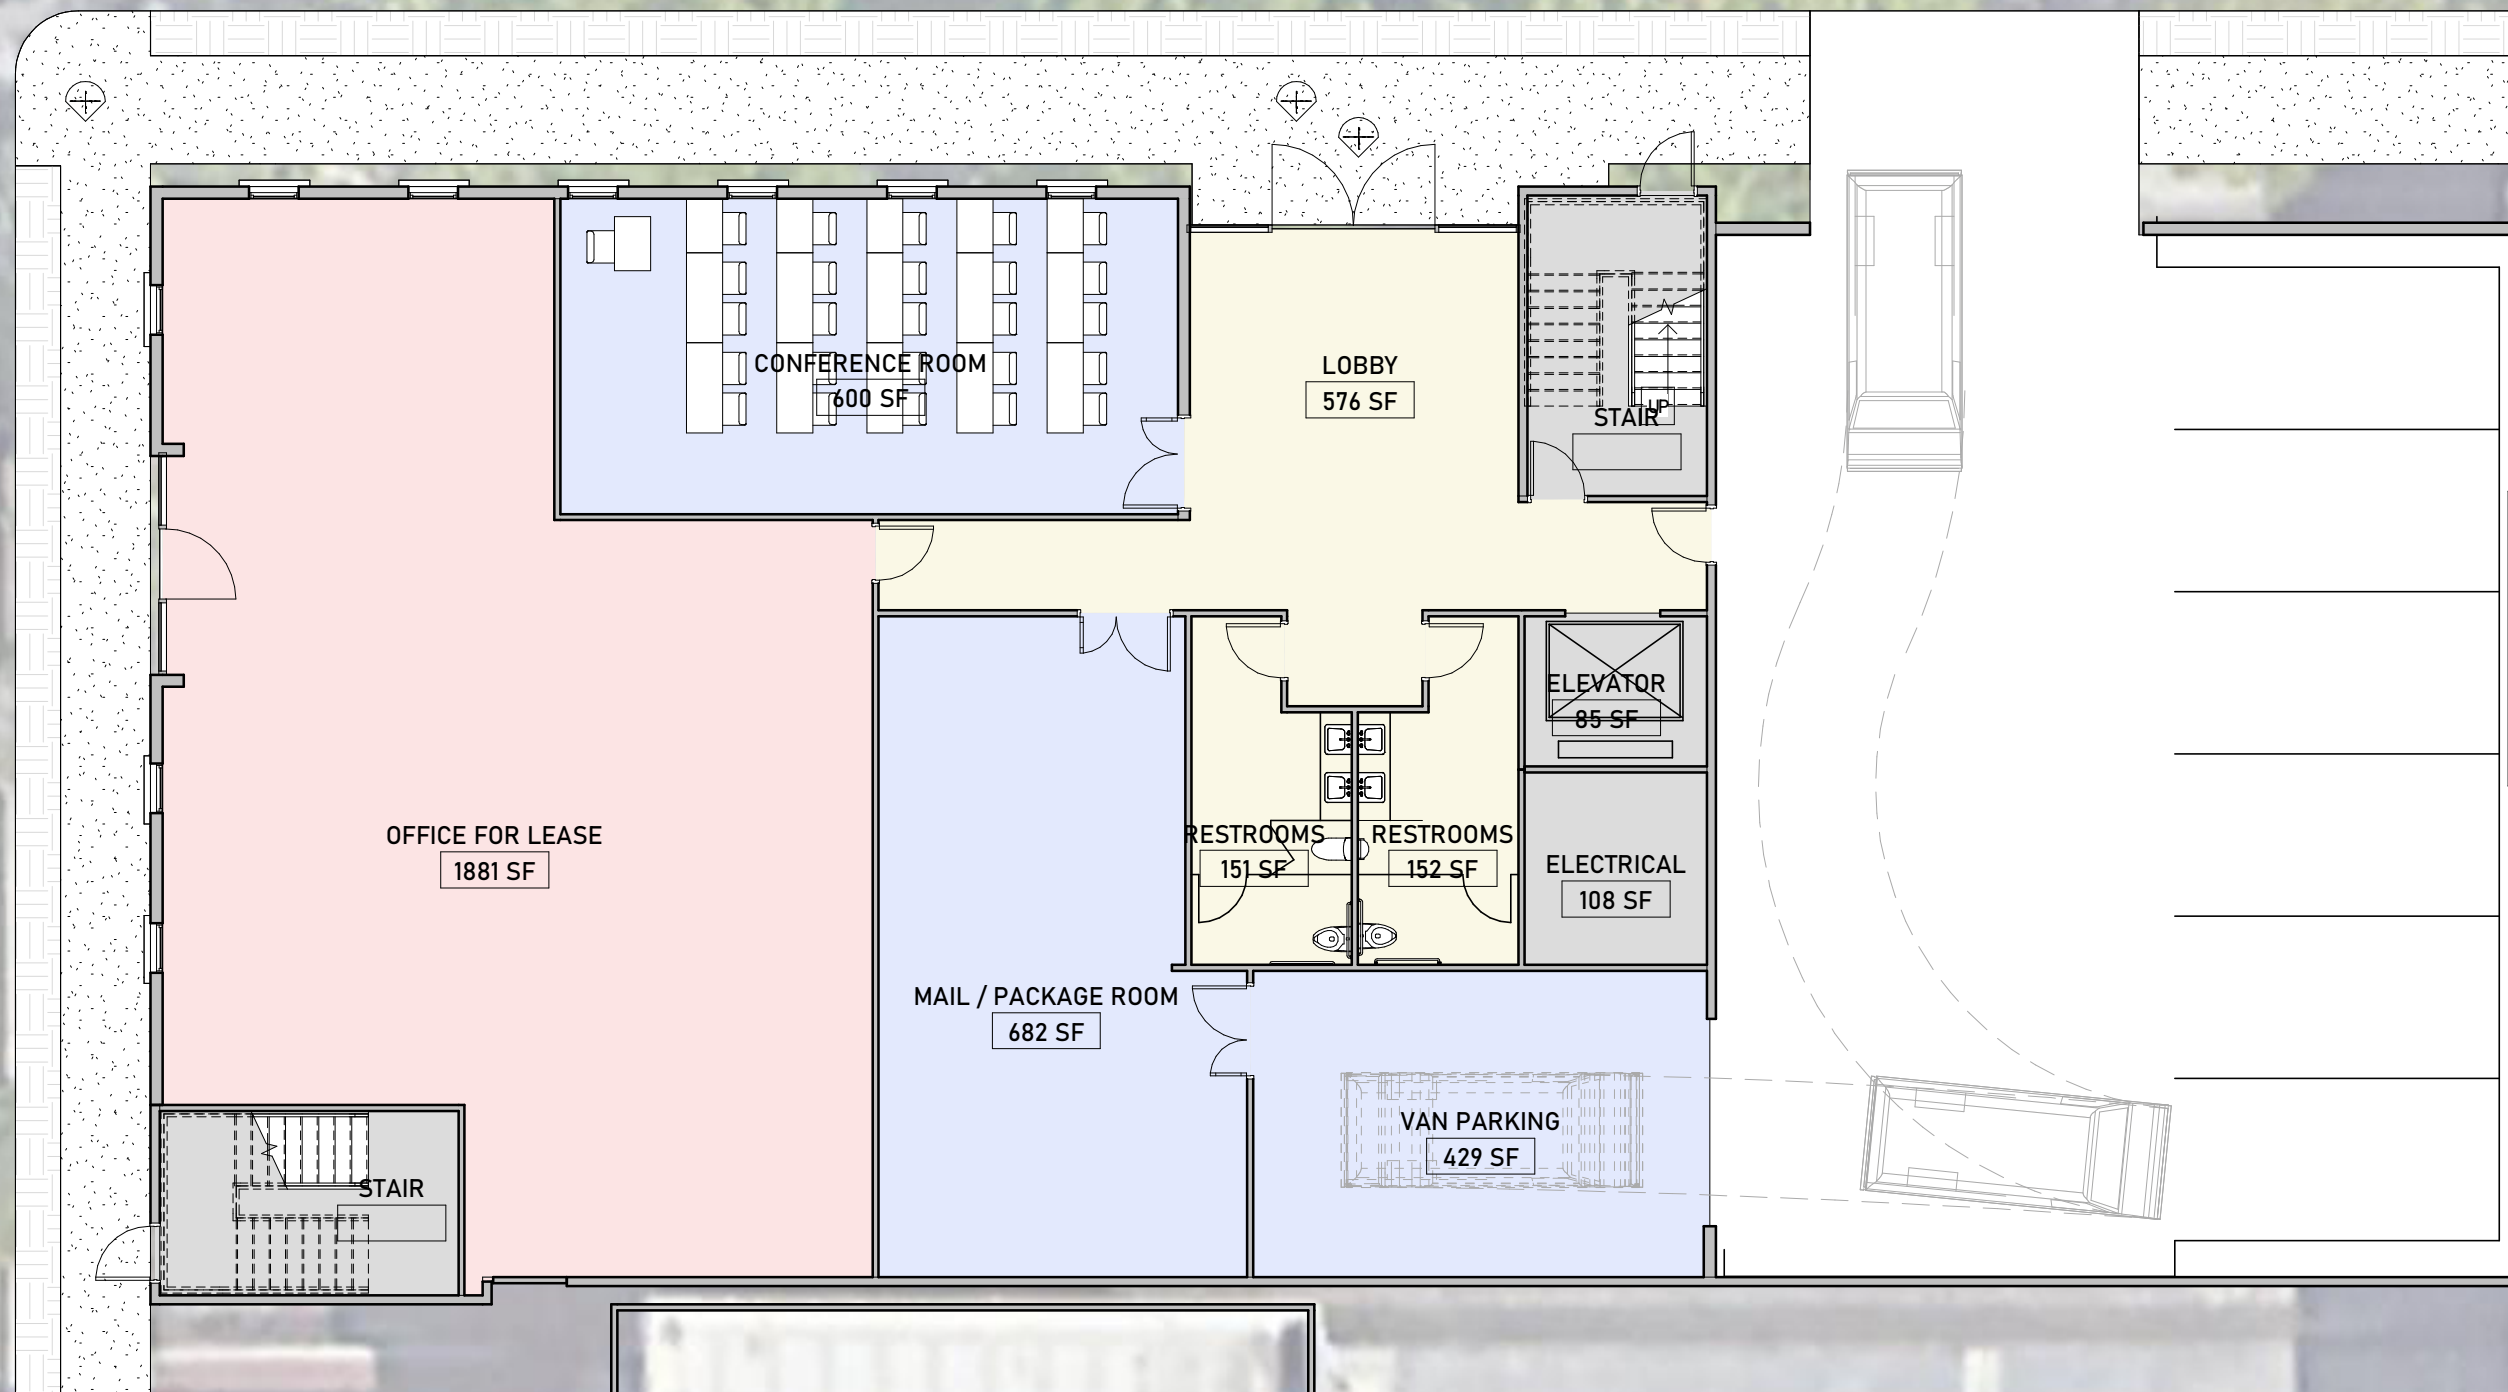 CONFERENCE ROOM
600 SF
LOBBY
576 SF
UP
STAIR
ELEVATOR
85 SF
OFFICE FOR LEASE
1881 SF
RESTROOMS
151 SF
RESTROOMS
152 SF
ELECTRICAL
108 SF
MAIL / PACKAGE ROOM
682 SF
VAN PARKING
429 SF
STAIR